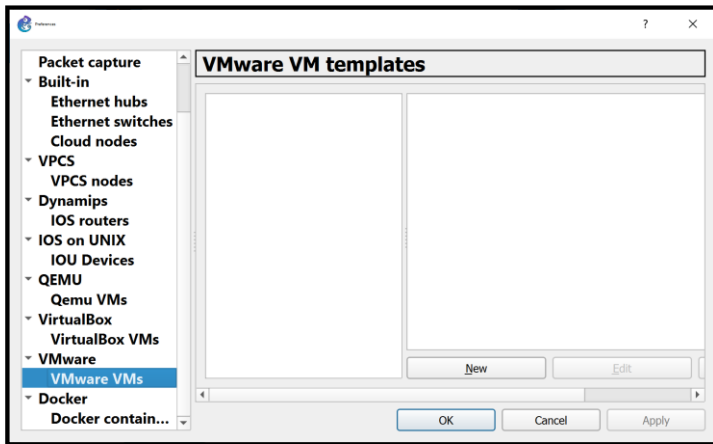 Preferences
VMware VM templates
Packet capture
Built-in
Ethernet hubs
Ethernet switches
Cloud nodes
VPCS
VPCS nodes
Dynamips
IOS routers
IOS on UNIX
IOU Devices
QEMU
Qemu VMs
VirtualBox
VirtualBox VMs
VMware
VMware VMs
Docker
Docker contain...
New
Edit
OK
Cancel
Apply